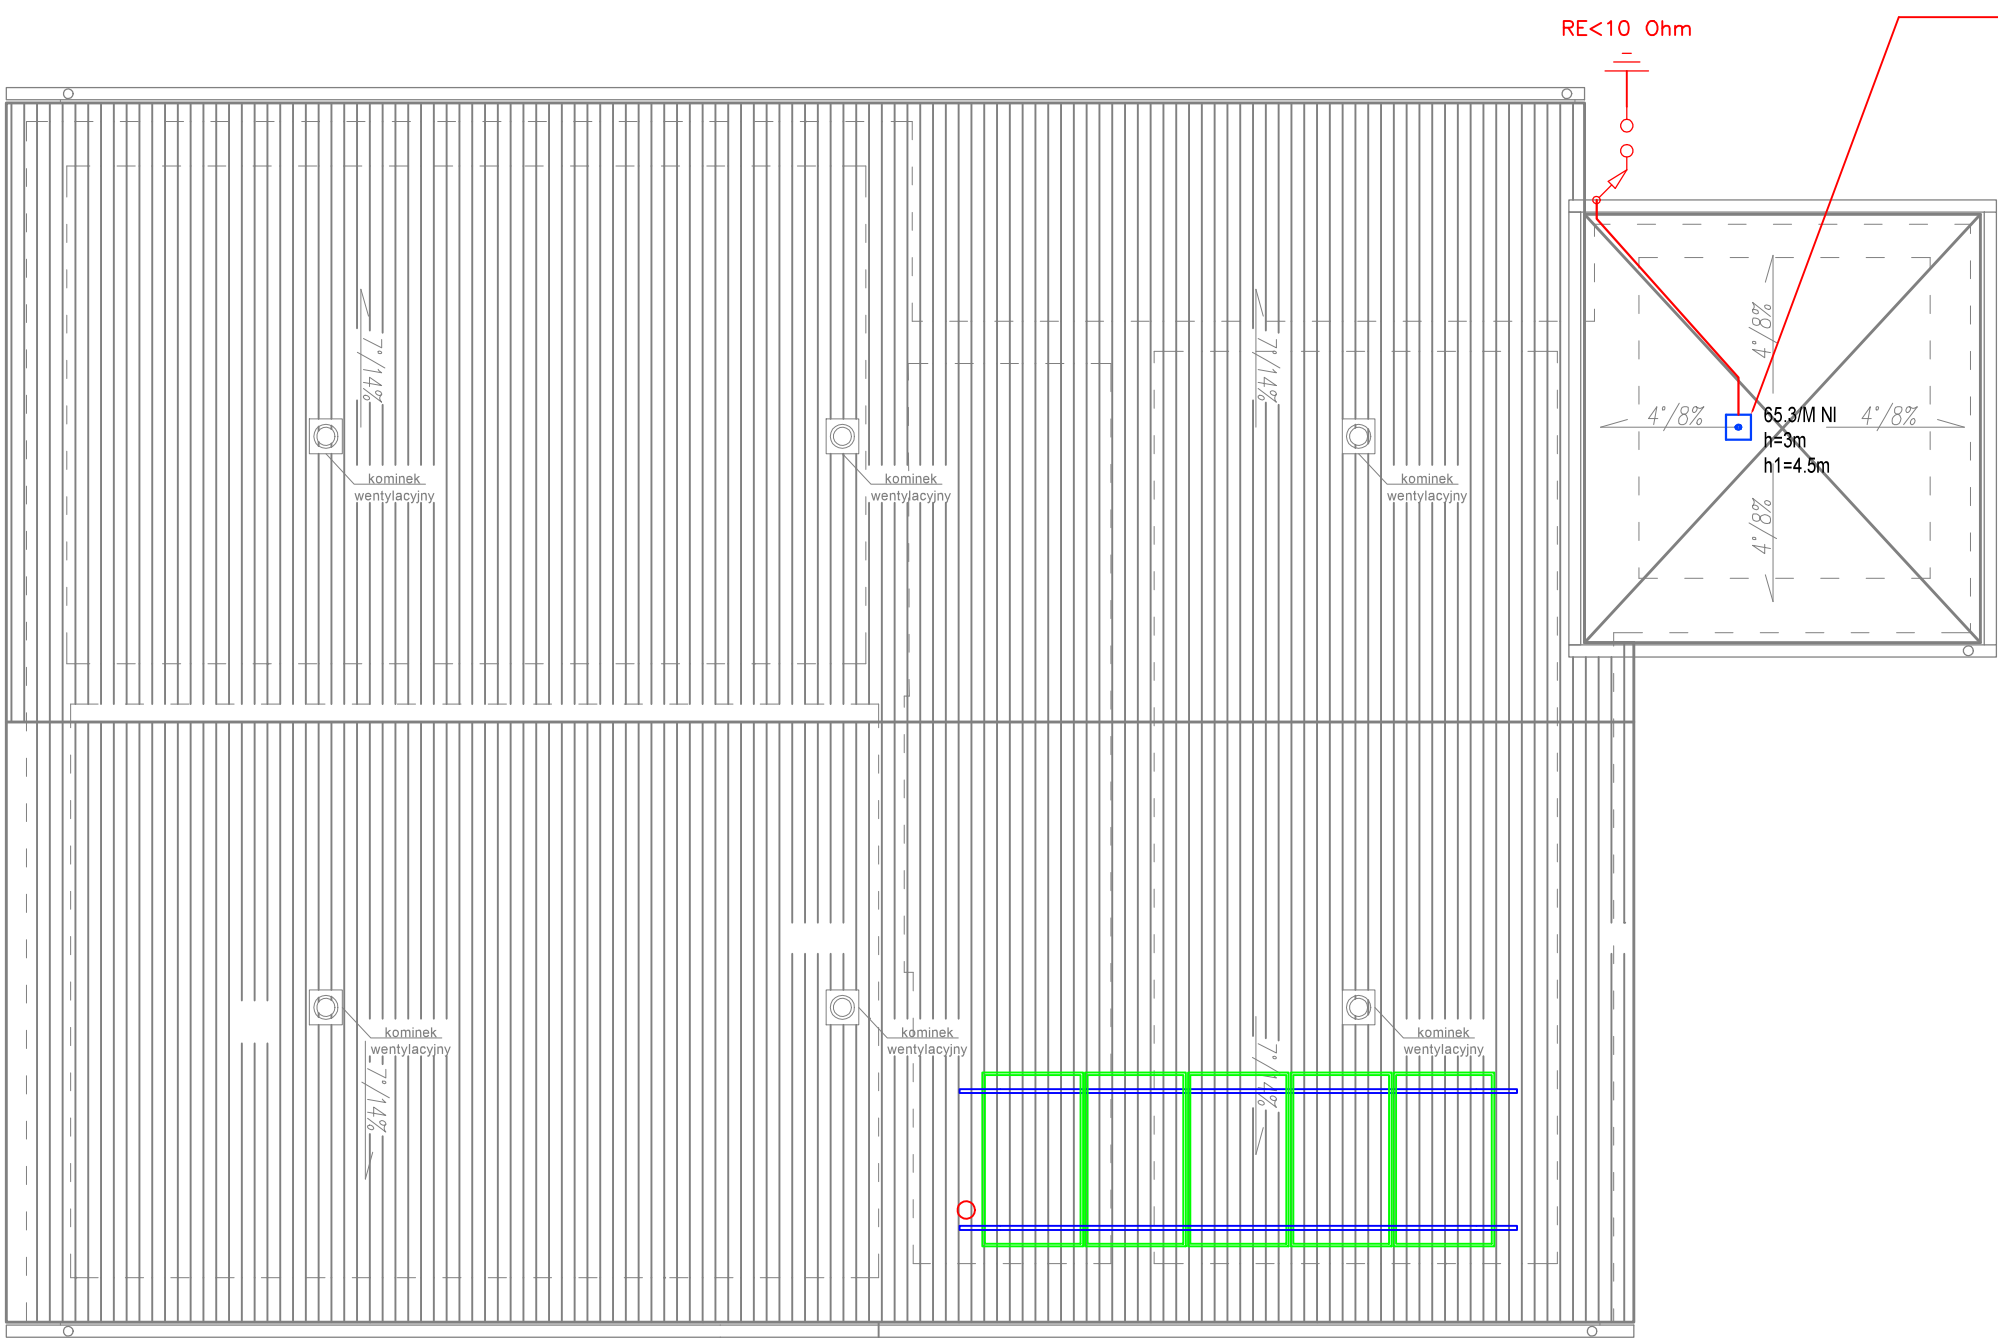 RE<10 Ohm
7°/14%
7°/14%
4°/8%
4°/8%
65.3/M NI
4°/8%
h=3m
h1=4.5m
kominek
wentylacyjny
kominek
wentylacyjny
kominek
wentylacyjny
4°/8%
kominek
wentylacyjny
kominek
wentylacyjny
kominek
wentylacyjny
7°/14%
7°/14%